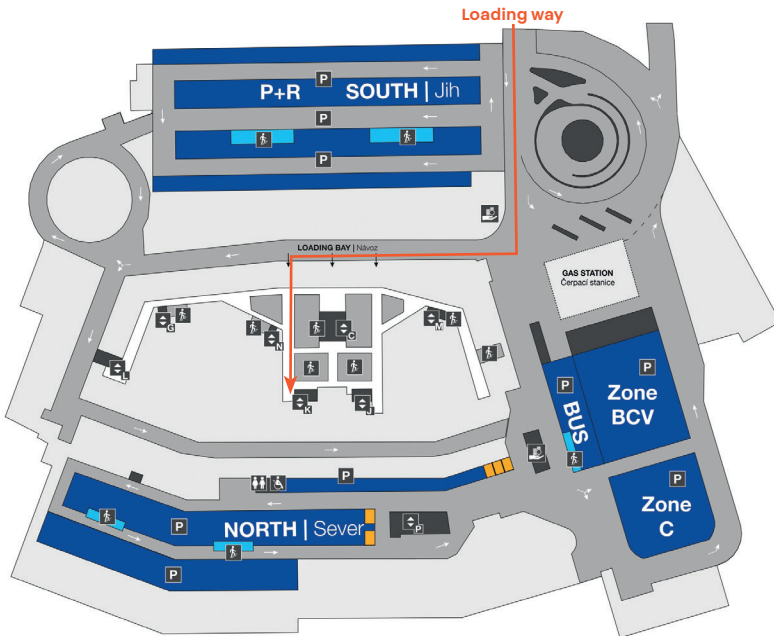 Loading way
P
P+R SOUTH | Jih
P
P
LOADING BAY | Návoz
GAS STATION
Čerpací stanice
G
N
C
M
L
K
J
P
P
BUS
Zone
BCV
P
P
NORTH | Sever
P
P
Zone
C
P